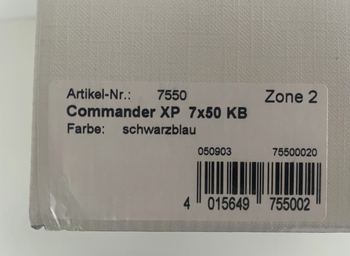 Artikel-Nr.: 7550 Zone 2
Commander XP 7x50 KB
Farbe: schwarzblau
050903 75500020
4 015649 755002